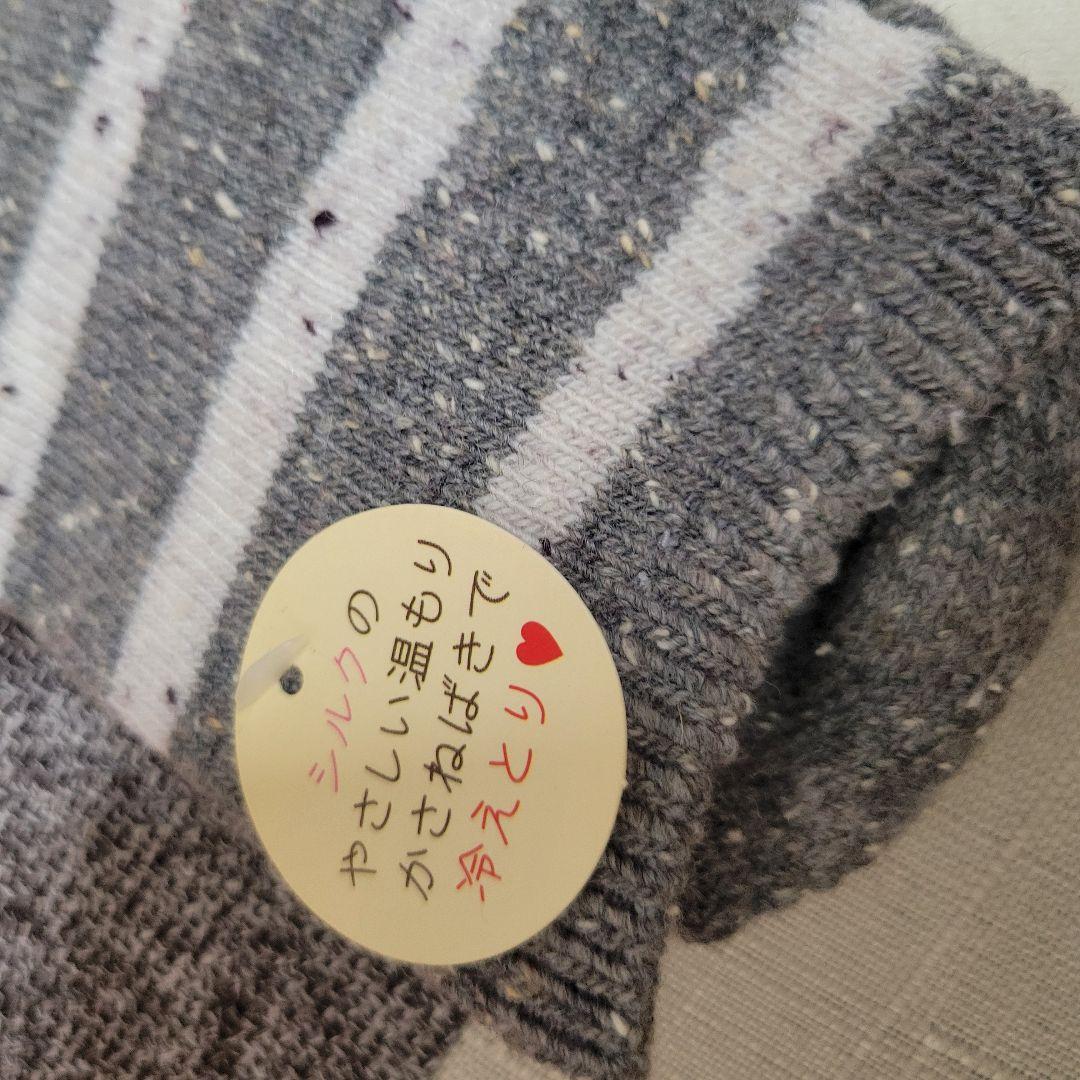 シルクの
やさしい温もり
かさねばきで
冷えとり♥